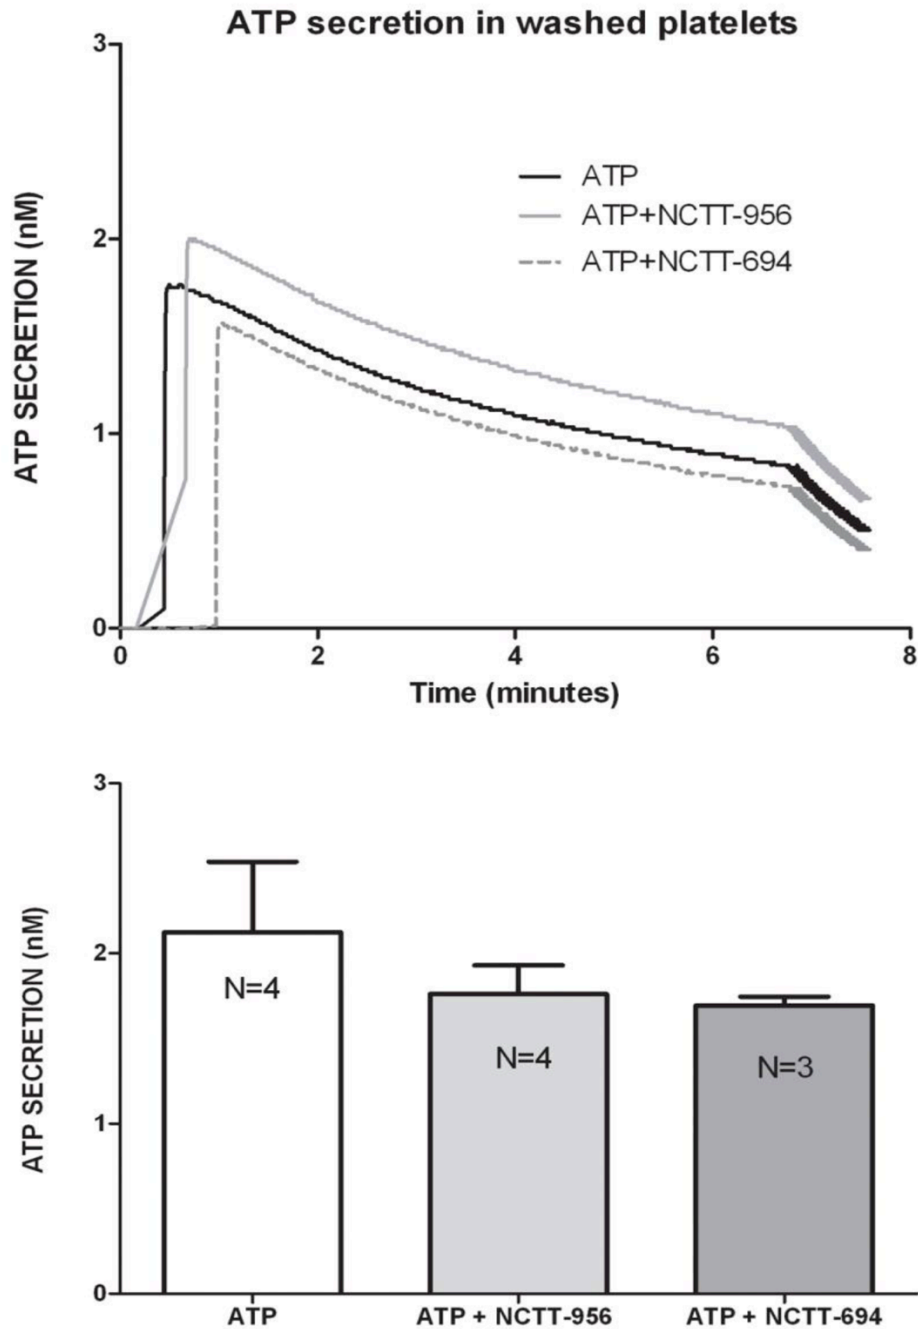 ATP secretion in washed platelets
3
2
1
0
ATP SECRETION (nM)
ATP
ATP+NCTT-956
ATP+NCTT-694
0 2 4 6 8
Time (minutes)
3
2
1
0
ATP SECRETION (nM)
N=4
N=4
N=3
ATP ATP + NCTT-956 ATP + NCTT-694